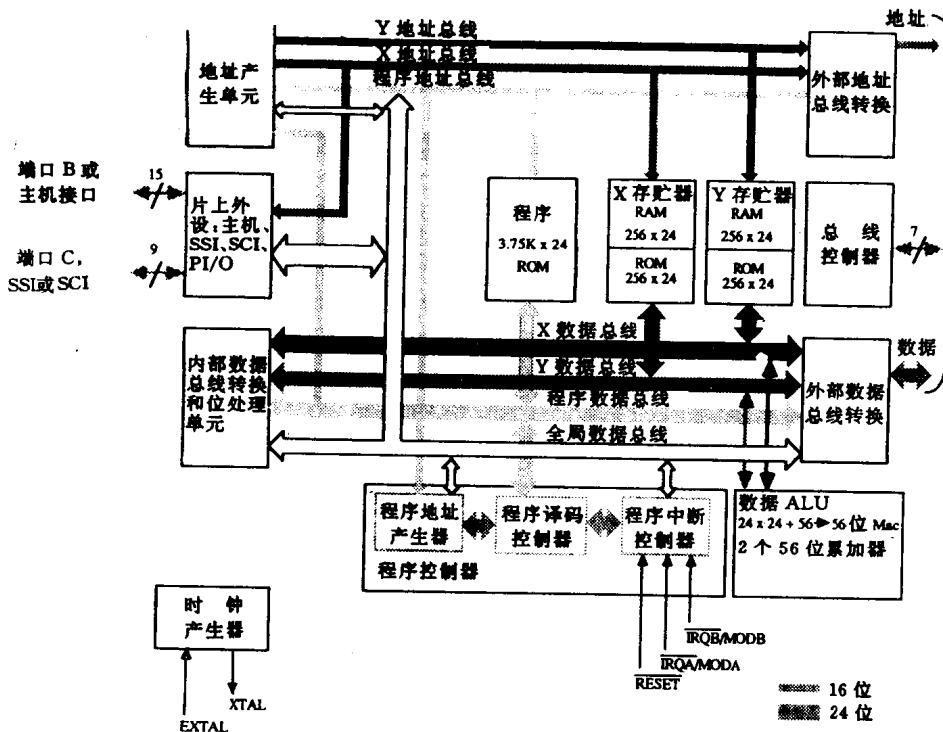 Y 地址总线
X 地址总线
程序地址总线
地址
地址产
生单元
外部地址
总线转换
端口 B 或
主机接口
15
片上外
设:主机、
SSI、SCI、
PI/O
端口 C,
SSI或SCI
9
程序
3.75K x 24
ROM
X 存贮器
RAM
256 x 24
ROM
256 x 24
Y 存贮器
RAM
256 x 24
ROM
256 x 24
总 线
控制器
7
X 数据总线
Y 数据总线
程序数据总线
全局数据总线
内部数据
总线转换
和位处理
单元
外部数据
总线转换
数据
程序地址
产生器
程序译码
控制器
程序中断
控制器
程序控制器
数据 ALU
24 x 24 + 56 ► 56 位 Mac
2 个 56 位累加器
时 钟
产生器
EXTAL
XTAL
IRQB/MODB
IRQA/MODA
RESET
16 位
24 位